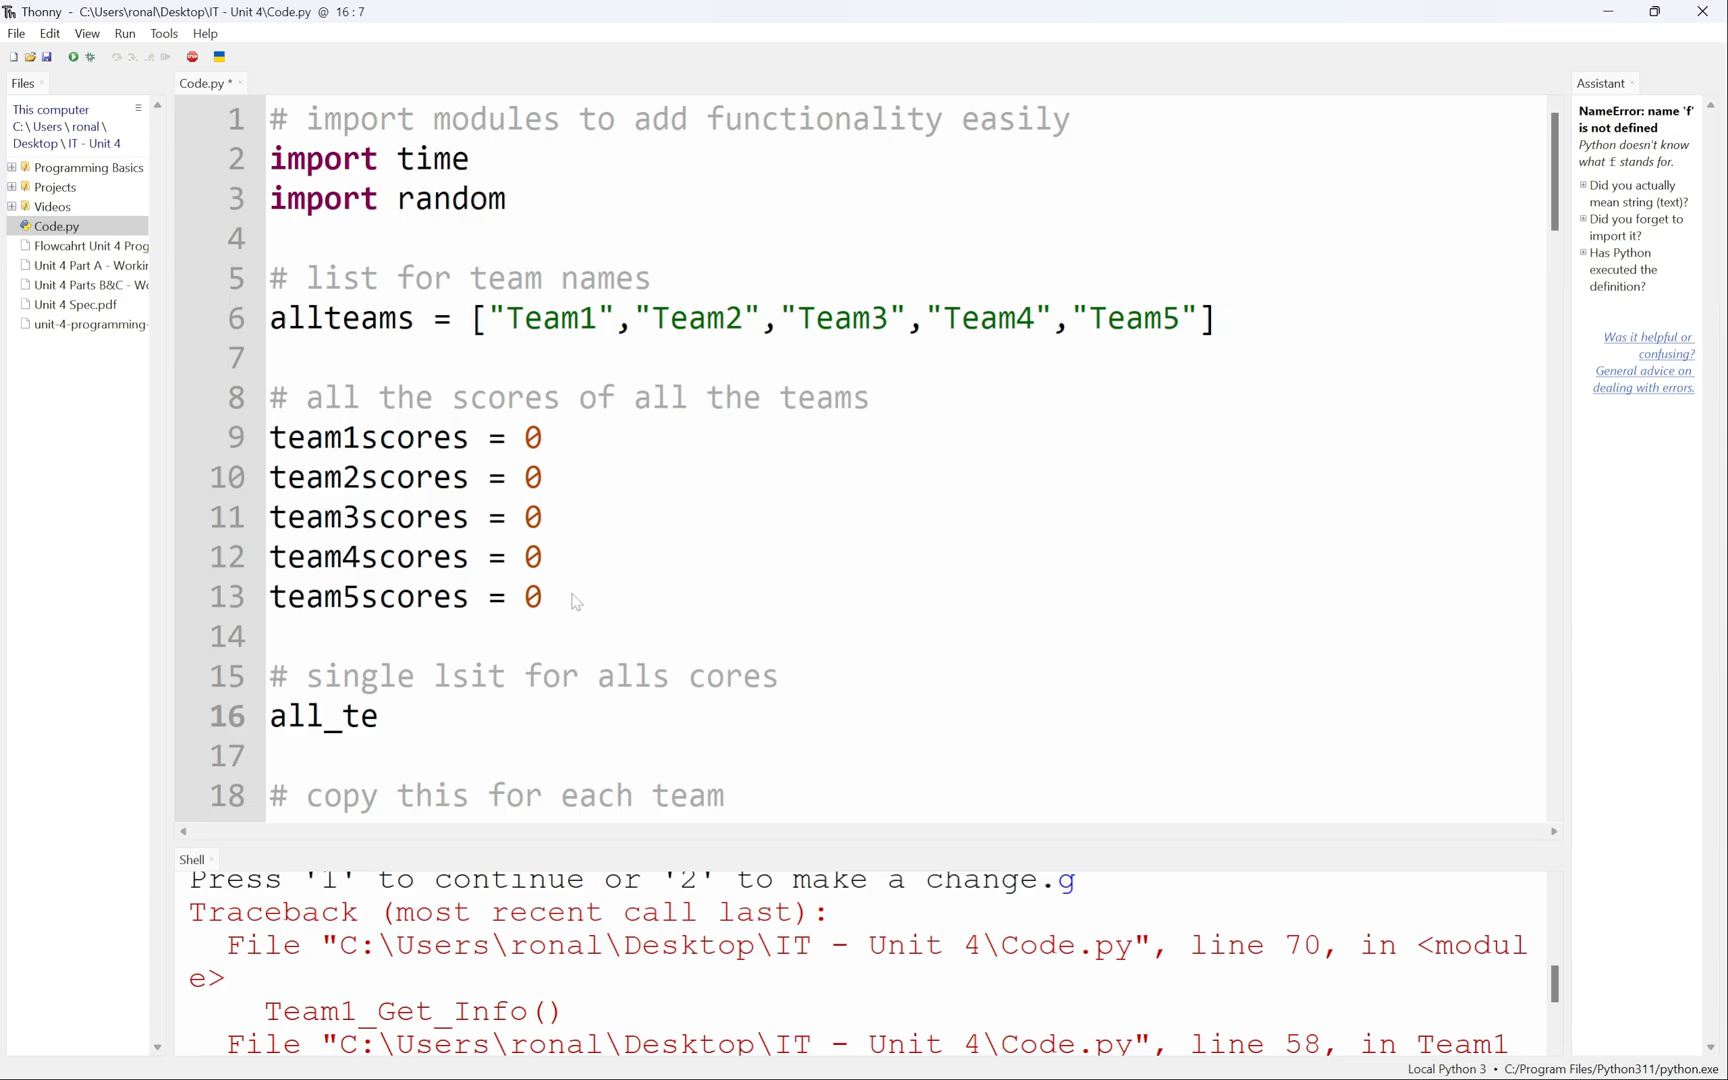 Thonny - C:\Users\ronal\Desktop\IT - Unit 4\Code.py @ 16 : 7
File Edit View Run Tools Help
Files
Code.py *
Assistant
This computer
C: \ Users \ ronal \
Desktop \ IT - Unit 4
Programming Basics
Projects
Videos
Code.py
Flowcahrt Unit 4 Prog
Unit 4 Part A - Workin
Unit 4 Parts B&C - Wo
Unit 4 Spec.pdf
unit-4-programming-
1 # import modules to add functionality easily
2 import time
3 import random
4
5 # list for team names
6 allteams = ["Team1","Team2","Team3","Team4","Team5"]
7
8 # all the scores of all the teams
9 team1scores = 0
10 team2scores = 0
11 team3scores = 0
12 team4scores = 0
13 team5scores = 0
14
15 # single lsit for alls cores
16 all_te
17
18 # copy this for each team
NameError: name 'f'
is not defined
Python doesn't know
what f stands for.
Did you actually
mean string (text)?
Did you forget to
import it?
Has Python
executed the
definition?
Was it helpful or
confusing?
General advice on
dealing with errors.
Shell
Press '1' to continue or '2' to make a change.g
Traceback (most recent call last):
File "C:\Users\ronal\Desktop\IT - Unit 4\Code.py", line 70, in <modul
e>
Team1_Get_Info()
File "C:\Users\ronal\Desktop\IT - Unit 4\Code.py", line 58, in Team1
Local Python 3 • C:/Program Files/Python311/python.exe